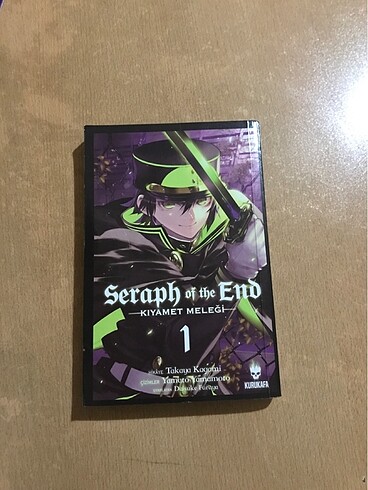 Seraph of the End
KIYAMET MELEĞİ
1
Takaya Kagami
Yamato Yamamoto
Daisuke Furuya
KURUKAFA